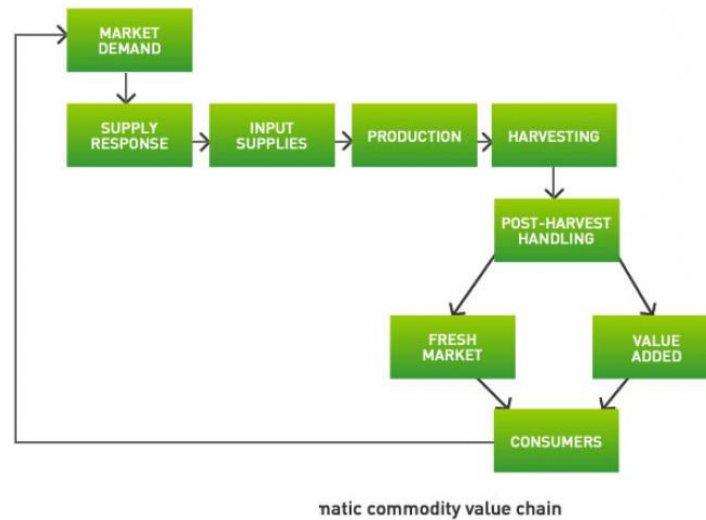 MARKET
DEMAND
SUPPLY
RESPONSE
INPUT
SUPPLIES
PRODUCTION
HARVESTING
POST-HARVEST
HANDLING
FRESH
MARKET
VALUE
ADDED
CONSUMERS
commodity value chain